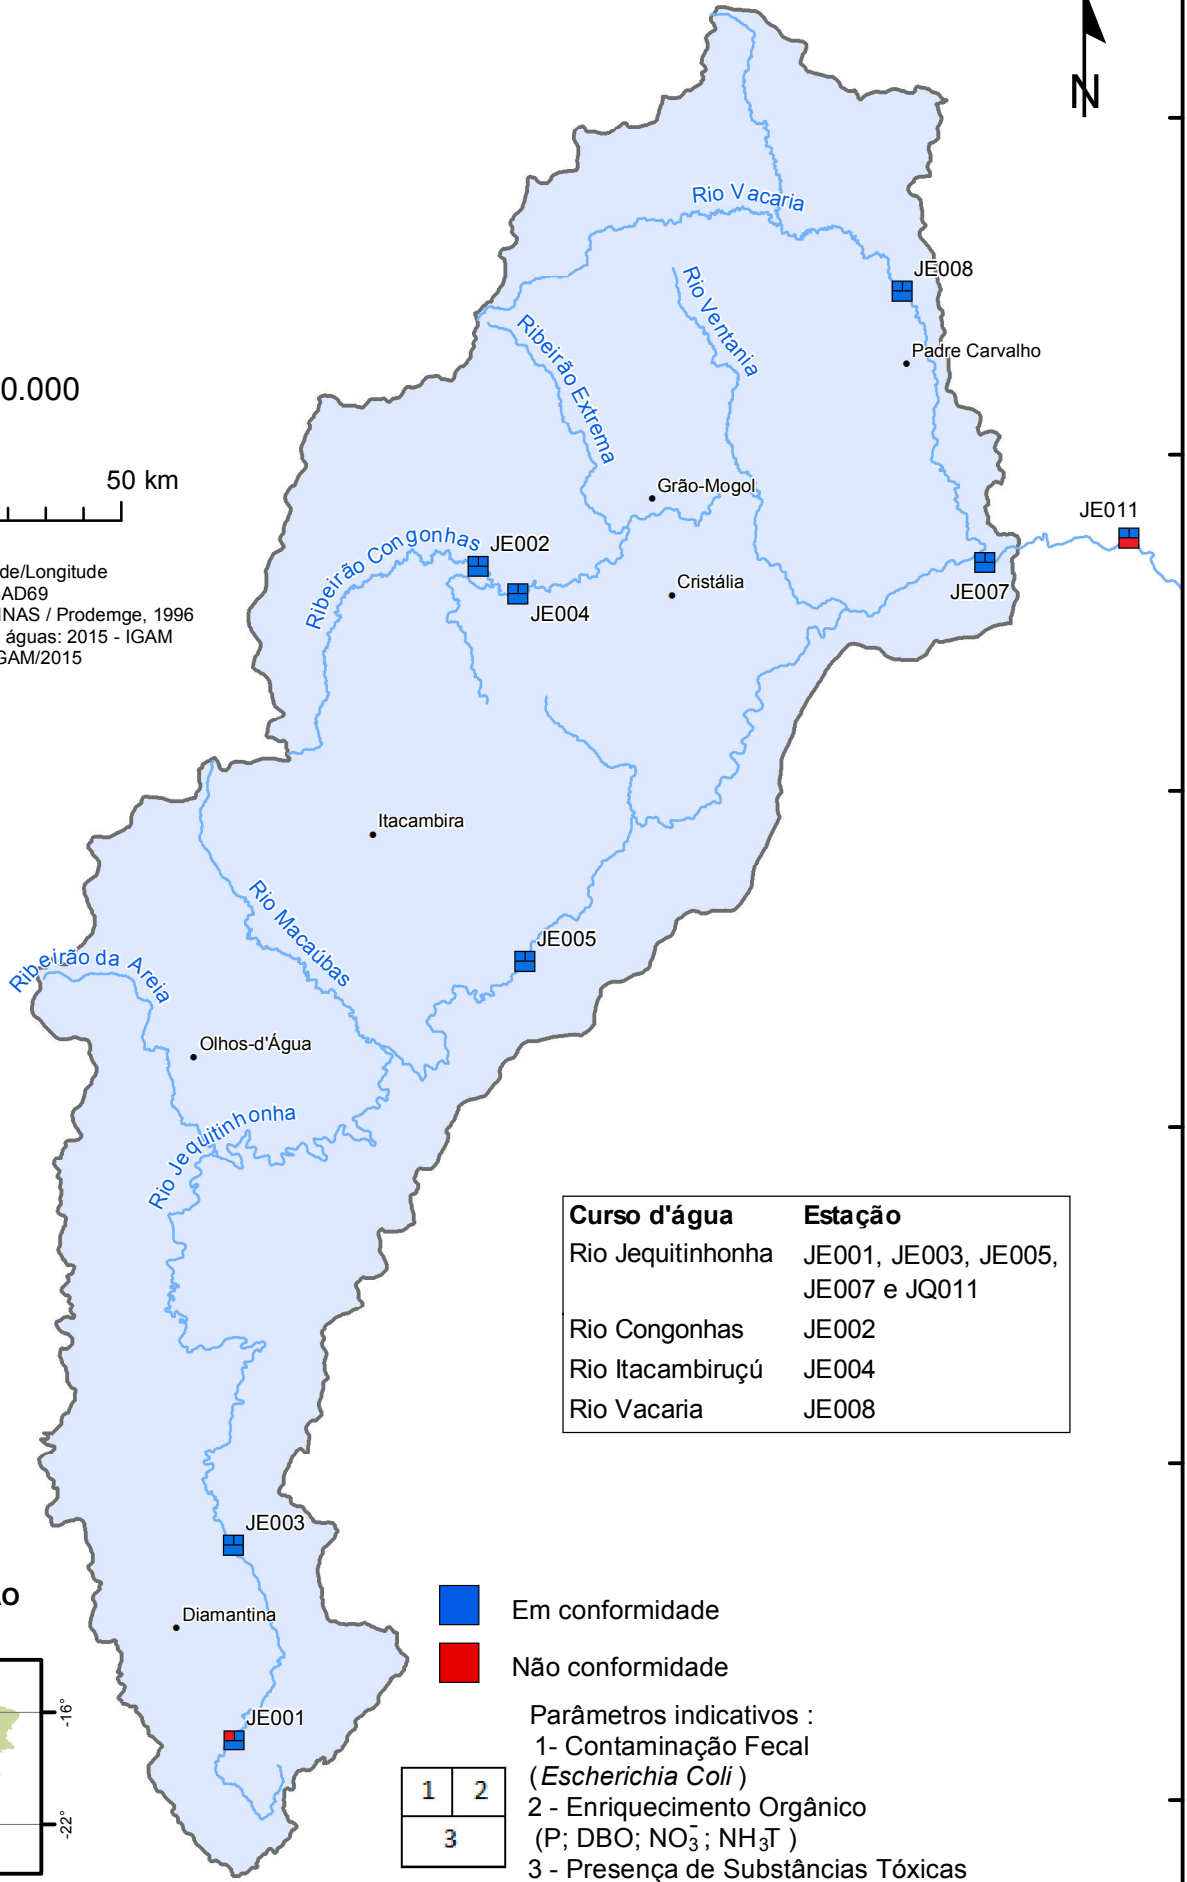 N
Rio Vacaria
JE008
Rio Ventania
Ribeirão Extrema
Padre Carvalho
0.000
50 km
Grão-Mogol
JE011
Ribeirão Congonhas
JE002
de/Longitude
AD69
INAS / Prodemge, 1996
águas: 2015 - IGAM
GAM/2015
Cristália
JE007
JE004
Itacambira
Rio Macaúbas
JE005
Ribeirão da Areia
Olhos-d'Água
Rio Jequitinhonha
Curso d'água Estação
Rio Jequitinhonha JE001, JE003, JE005,
JE007 e JQ011
Rio Congonhas JE002
Rio Itacambiruçú JE004
Rio Vacaria JE008
JE003
ÃO
Diamantina
Em conformidade
Não conformidade
JE001
-16°
-22°
Parâmetros indicativos :
1- Contaminação Fecal
(Escherichia Coli )
1 2
3
2 - Enriquecimento Orgânico
(P; DBO; NO₃⁻; NH₃T )
3 - Presença de Substâncias Tóxicas